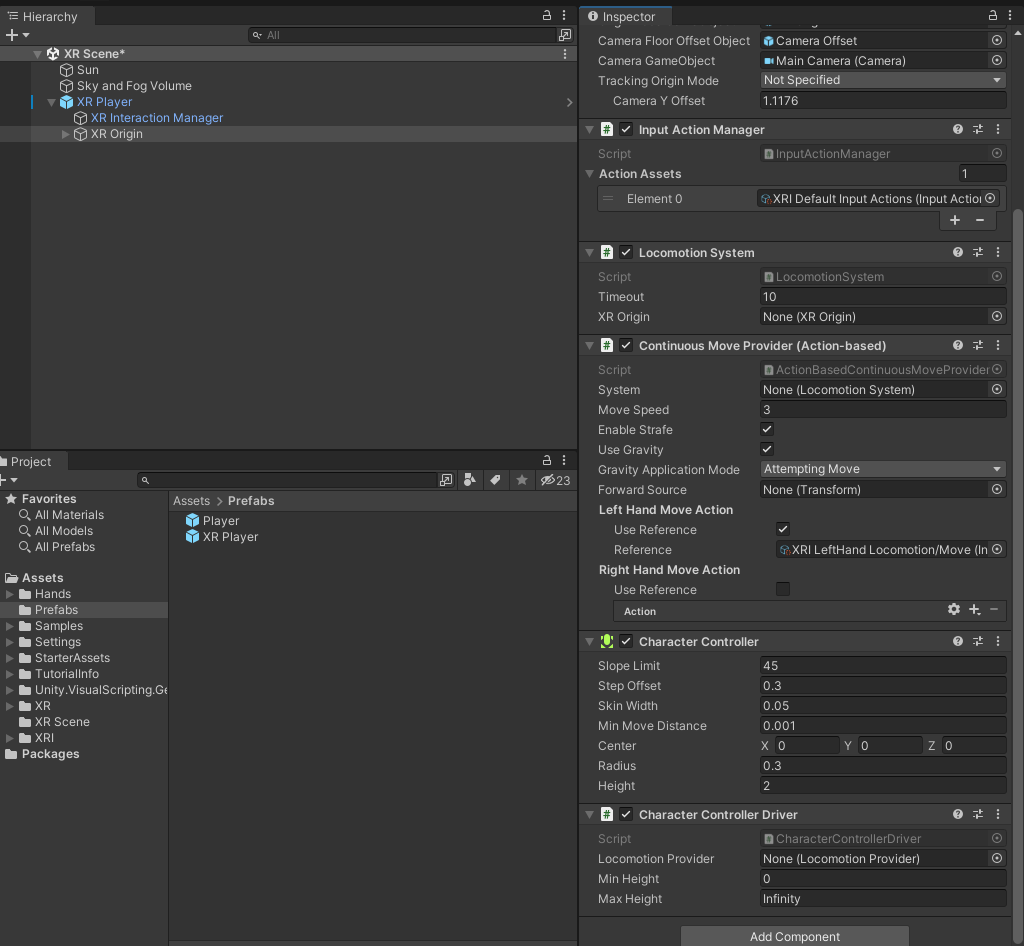 Hierarchy
All
XR Scene*
Sun
Sky and Fog Volume
XR Player
XR Interaction Manager
XR Origin
Project
23
Favorites
All Materials
All Models
All Prefabs
Assets
Hands
Prefabs
Samples
Settings
StarterAssets
TutorialInfo
Unity.VisualScripting.Ge
XR
XR Scene
XRI
Packages
Assets > Prefabs
Player
XR Player
Inspector
Camera Floor Offset Object Camera Offset
Camera GameObject Main Camera (Camera)
Tracking Origin Mode Not Specified
Camera Y Offset 1.1176
Input Action Manager
Script InputActionManager
Action Assets 1
Element 0 XRI Default Input Actions (Input Action
Locomotion System
Script LocomotionSystem
Timeout 10
XR Origin None (XR Origin)
Continuous Move Provider (Action-based)
Script ActionBasedContinuousMoveProvider
System None (Locomotion System)
Move Speed 3
Enable Strafe
Use Gravity
Gravity Application Mode Attempting Move
Forward Source None (Transform)
Left Hand Move Action
Use Reference
Reference XRI LeftHand Locomotion/Move (In
Right Hand Move Action
Use Reference
Action
Character Controller
Slope Limit 45
Step Offset 0.3
Skin Width 0.05
Min Move Distance 0.001
Center X 0 Y 0 Z 0
Radius 0.3
Height 2
Character Controller Driver
Script CharacterControllerDriver
Locomotion Provider None (Locomotion Provider)
Min Height 0
Max Height Infinity
Add Component